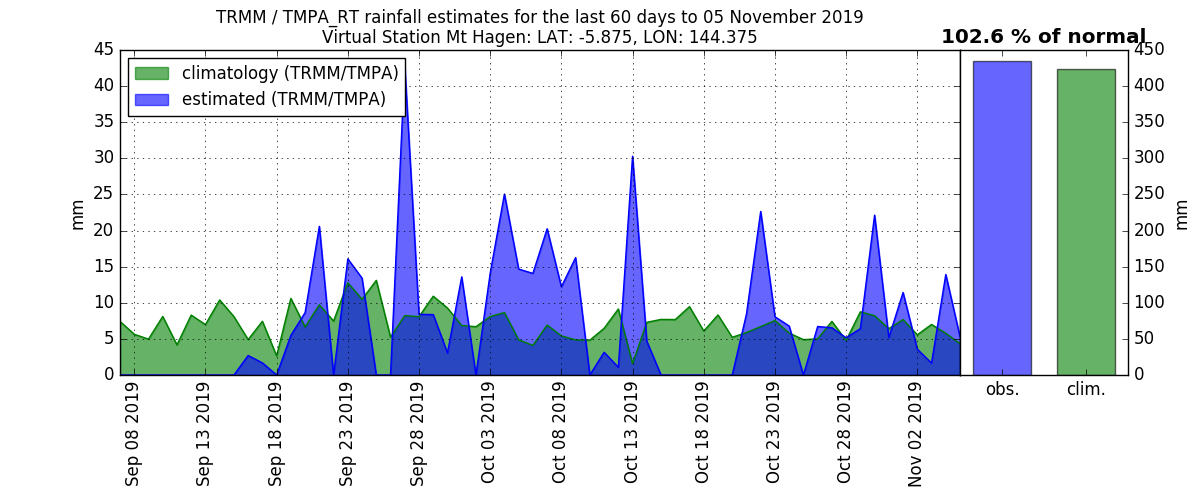 TRMM / TMPA_RT rainfall estimates for the last 60 days to 05 November 2019
Virtual Station Mt Hagen: LAT: -5.875, LON: 144.375
102.6 % of normal
climatology (TRMM/TMPA)
estimated (TRMM/TMPA)
45
40
35
30
25
20
15
10
5
0
mm
Sep 08 2019
Sep 13 2019
Sep 18 2019
Sep 23 2019
Sep 28 2019
Oct 03 2019
Oct 08 2019
Oct 13 2019
Oct 18 2019
Oct 23 2019
Oct 28 2019
Nov 02 2019
450
400
350
300
250
200
150
100
50
0
mm
obs.
clim.